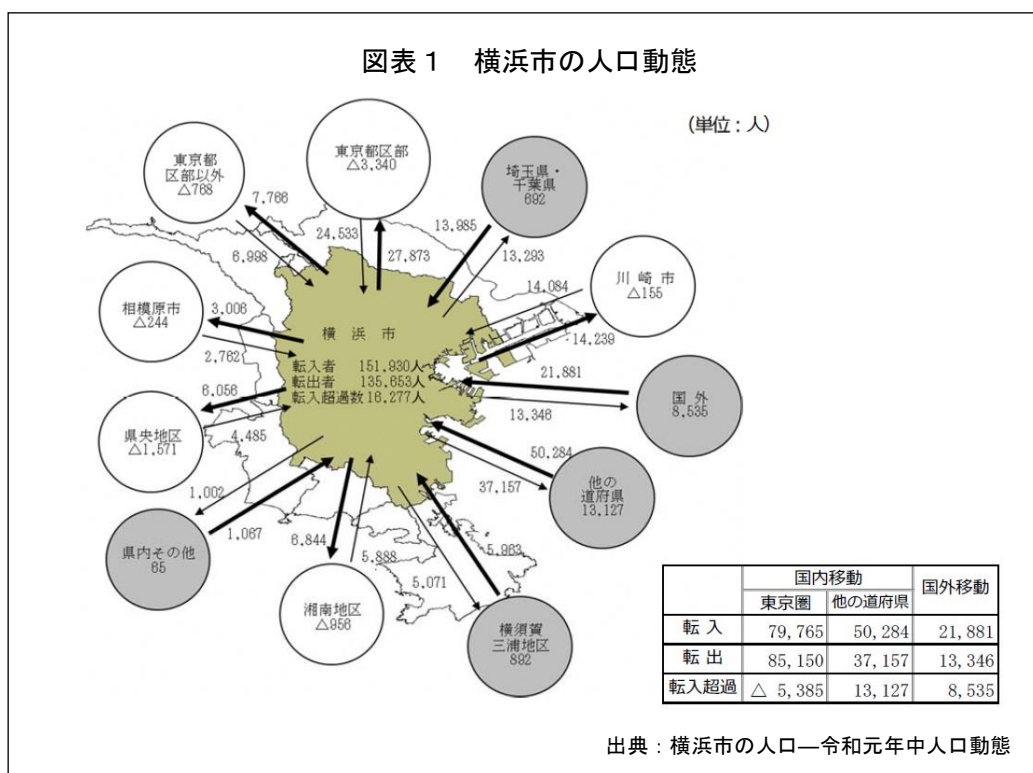 図表1 横浜市の人口動態
(単位:人)
東京都
区部以外
△768
東京都区部
△3,340
埼玉県・
千葉県
692
7,766
6,998
24,533
27,873
13,985
13,293
川崎市
△155
14,084
14,239
相模原市
△244
3,006
2,762
横浜市
転入者 151,930人
転出者 135,653人
転入超過数 16,277人
国外
8,535
21,881
13,346
県央地区
△1,571
6,056
4,485
他の
道府県
13,127
50,284
37,157
県内その他
65
1,002
1,067
湘南地区
△956
6,844
5,888
横須賀
三浦地区
892
5,071
5,963
国内移動 国外移動
東京圏 他の道府県
転入 79,765 50,284 21,881
転出 85,150 37,157 13,346
転入超過 △ 5,385 13,127 8,535
出典:横浜市の人口―令和元年中人口動態